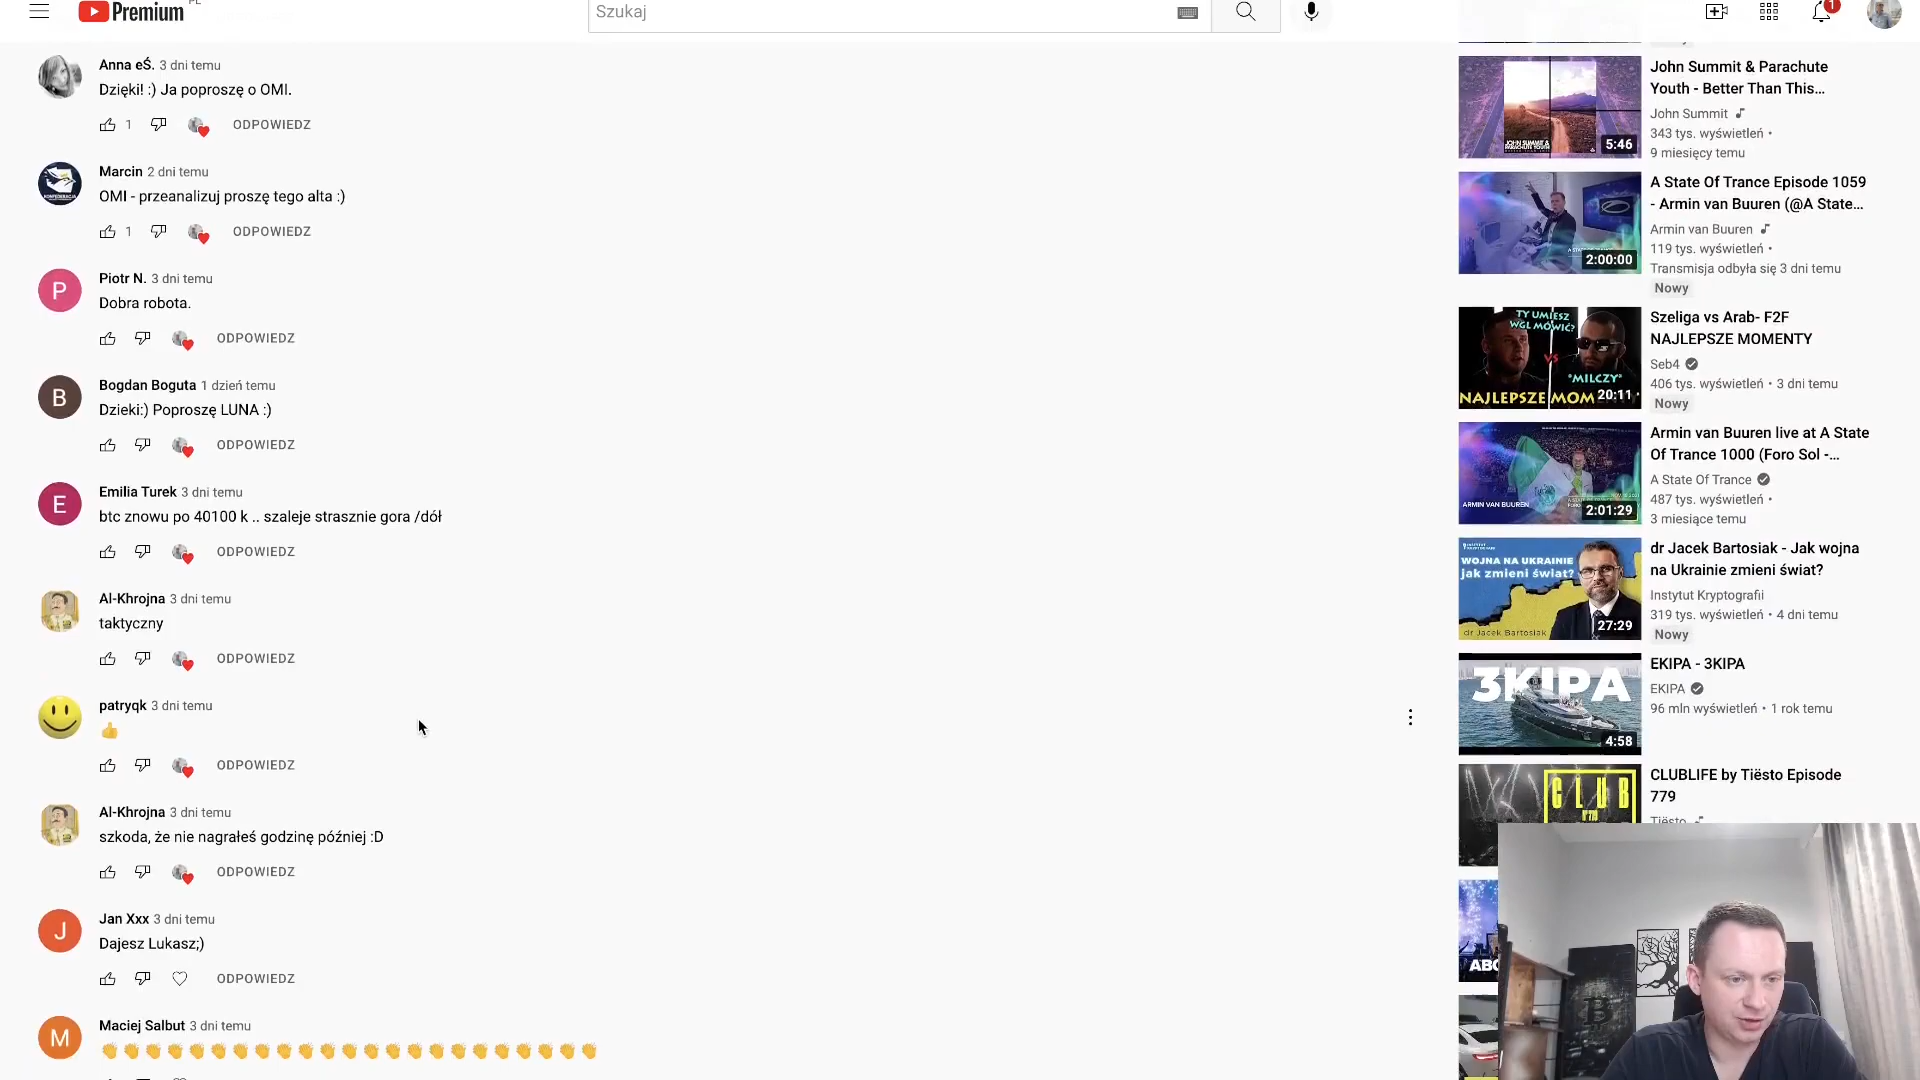 Premium
Szukaj
1
Anna eŚ. 3 dni temu
Dzięki! :) Ja poproszę o OMI.
1
ODPOWIEDZ
Marcin 2 dni temu
OMI - przeanalizuj proszę tego alta :)
1
ODPOWIEDZ
P
Piotr N. 3 dni temu
Dobra robota.
ODPOWIEDZ
B
Bogdan Boguta 1 dzień temu
Dzieki:) Poproszę LUNA :)
ODPOWIEDZ
E
Emilia Turek 3 dni temu
btc znowu po 40100 k .. szaleje strasznie gora /dół
ODPOWIEDZ
Al-Khrojna 3 dni temu
taktyczny
ODPOWIEDZ
patryqk 3 dni temu
👍
ODPOWIEDZ
Al-Khrojna 3 dni temu
szkoda, że nie nagrałeś godzinę później :D
ODPOWIEDZ
J
Jan Xxx 3 dni temu
Dajesz Lukasz;)
ODPOWIEDZ
M
Maciej Salbut 3 dni temu
👏👏👏👏👏👏👏👏👏👏👏👏👏👏👏👏👏👏👏👏👏👏👏
JOHN SUMMIT &
PARACHUTE
YOUTH
5:46
John Summit & Parachute
Youth - Better Than This...
John Summit
343 tys. wyświetleń •
9 miesięcy temu
2:00:00
A State Of Trance Episode 1059
- Armin van Buuren (@A State...
Armin van Buuren
119 tys. wyświetleń •
Transmisja odbyła się 3 dni temu
Nowy
TY UMIESZ
WGL MÓWIĆ?
VS
"MILCZY"
NAJLEPSZE MOM
20:11
Szeliga vs Arab- F2F
NAJLEPSZE MOMENTY
Seb4
406 tys. wyświetleń • 3 dni temu
Nowy
ARMIN VAN BUUREN
2:01:29
Armin van Buuren live at A State
Of Trance 1000 (Foro Sol -...
A State Of Trance
487 tys. wyświetleń •
3 miesiące temu
WOJNA NA UKRAINIE
jak zmieni świat?
dr Jacek Bartosiak
27:29
dr Jacek Bartosiak - Jak wojna
na Ukrainie zmieni świat?
Instytut Kryptografii
319 tys. wyświetleń • 4 dni temu
Nowy
3KIPA
4:58
EKIPA - 3KIPA
EKIPA
96 mln wyświetleń • 1 rok temu
CLUB
CLUBLIFE by Tiësto Episode
779
Tiësto